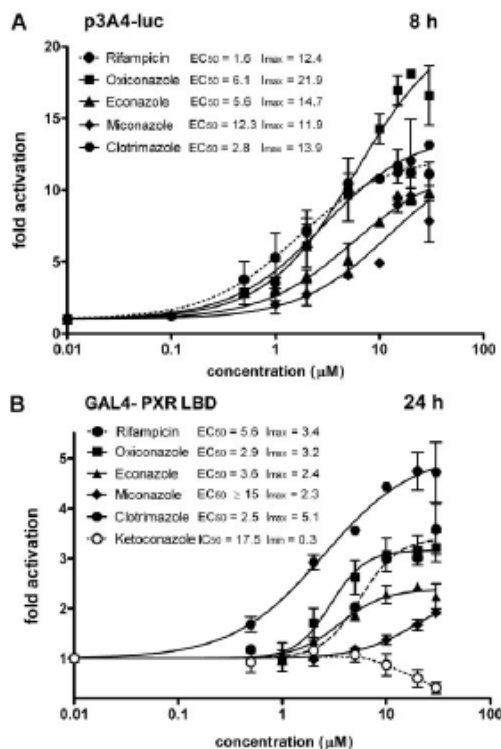 A p3A4-luc 8 h
Rifampicin EC50 = 1.6 Imax = 12.4
Oxiconazole EC50 = 6.1 Imax = 21.9
Econazole EC50 = 5.6 Imax = 14.7
Miconazole EC50 = 12.3 Imax = 11.9
Clotrimazole EC50 = 2.8 Imax = 13.9
fold activation
20
15
10
5
0
0.01 0.1 1 10 100
concentration (μM)
B GAL4- PXR LBD 24 h
Rifampicin EC50 = 5.6 Imax = 3.4
Oxiconazole EC50 = 2.9 Imax = 3.2
Econazole EC50 = 3.6 Imax = 2.4
Miconazole EC50 ≥ 15 Imax = 2.3
Clotrimazole EC50 = 2.5 Imax = 5.1
Ketoconazole IC50 = 17.5 Imin = 0.3
fold activation
5
4
3
2
1
0.01 0.1 1 10 100
concentration (μM)